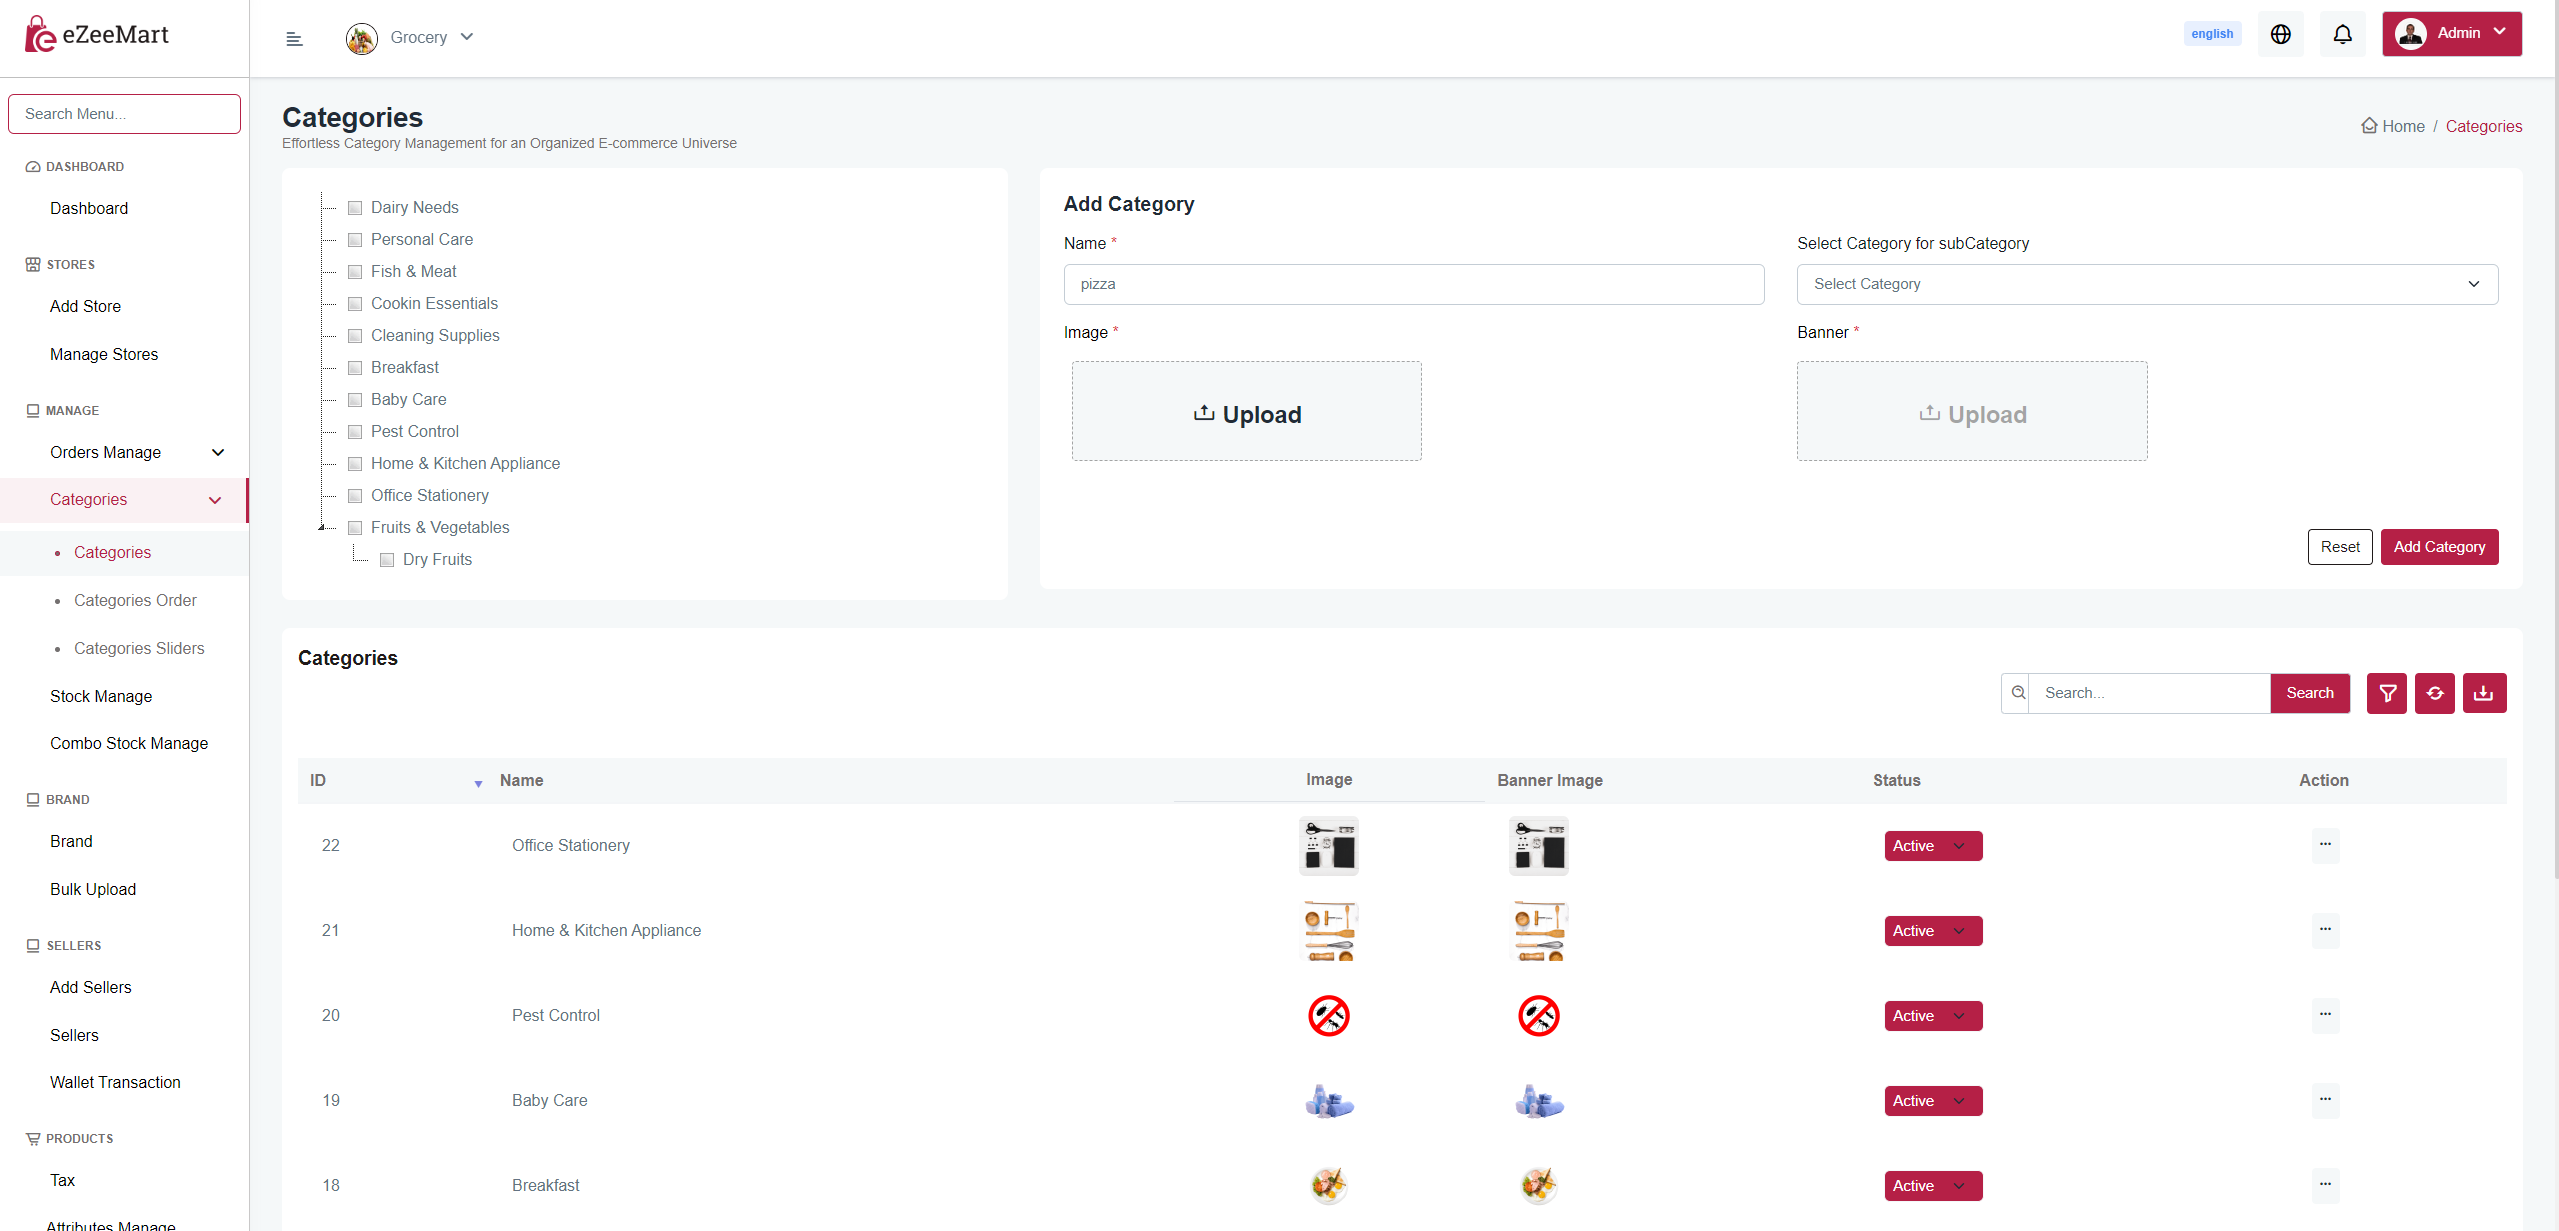 eZeeMart
Grocery
english
Admin
Search Menu...
DASHBOARD
Dashboard
STORES
Add Store
Manage Stores
MANAGE
Orders Manage
Categories
Categories
Categories Order
Categories Sliders
Stock Manage
Combo Stock Manage
BRAND
Brand
Bulk Upload
SELLERS
Add Sellers
Sellers
Wallet Transaction
PRODUCTS
Tax
Attributes Manage
Categories
Effortless Category Management for an Organized E-commerce Universe
Home / Categories
Dairy Needs
Personal Care
Fish & Meat
Cookin Essentials
Cleaning Supplies
Breakfast
Baby Care
Pest Control
Home & Kitchen Appliance
Office Stationery
Fruits & Vegetables
Dry Fruits
Add Category
Name *
pizza
Select Category for subCategory
Select Category
Image *
Upload
Banner *
Upload
Reset
Add Category
Categories
Search...
Search
ID Name Image Banner Image Status Action
22 Office Stationery Active ...
21 Home & Kitchen Appliance Active ...
20 Pest Control Active ...
19 Baby Care Active ...
18 Breakfast Active ...